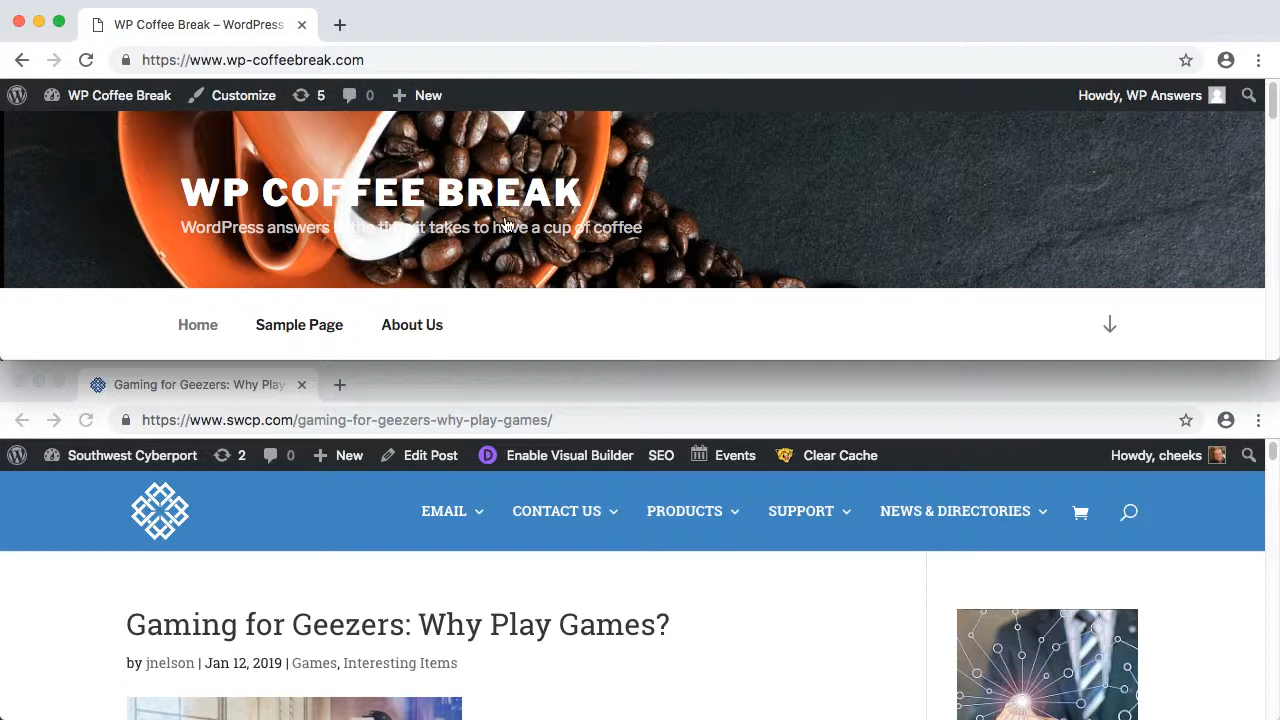 WP Coffee Break – WordPress
https://www.wp-coffeebreak.com
WP Coffee Break Customize 5 0 New Howdy, WP Answers
WP COFFEE BREAK
WordPress answers in the time it takes to have a cup of coffee
Home Sample Page About Us
Gaming for Geezers: Why Play
https://www.swcp.com/gaming-for-geezers-why-play-games/
Southwest Cyberport 2 0 New Edit Post D Enable Visual Builder SEO Events Clear Cache Howdy, cheeks
EMAIL CONTACT US PRODUCTS SUPPORT NEWS & DIRECTORIES
Gaming for Geezers: Why Play Games?
by jnelson | Jan 12, 2019 | Games, Interesting Items